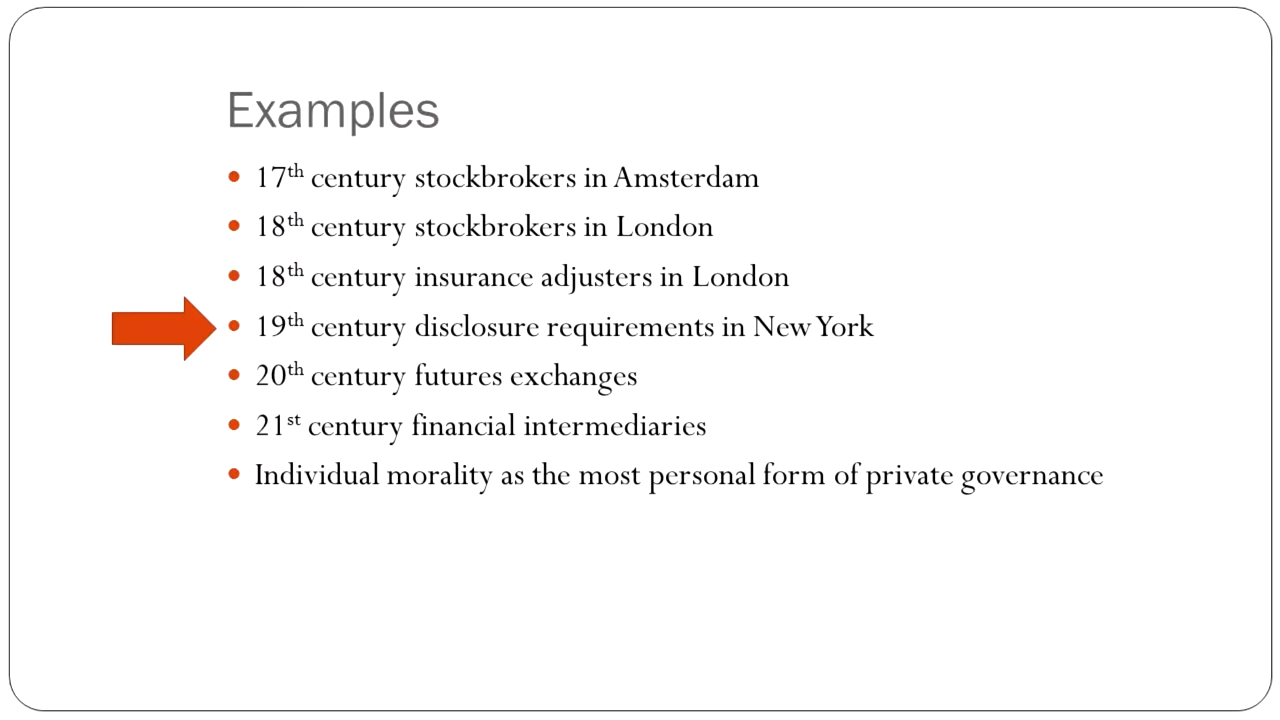 Examples
• 17th century stockbrokers in Amsterdam
• 18th century stockbrokers in London
• 18th century insurance adjusters in London
• 19th century disclosure requirements in New York
• 20th century futures exchanges
• 21st century financial intermediaries
• Individual morality as the most personal form of private governance